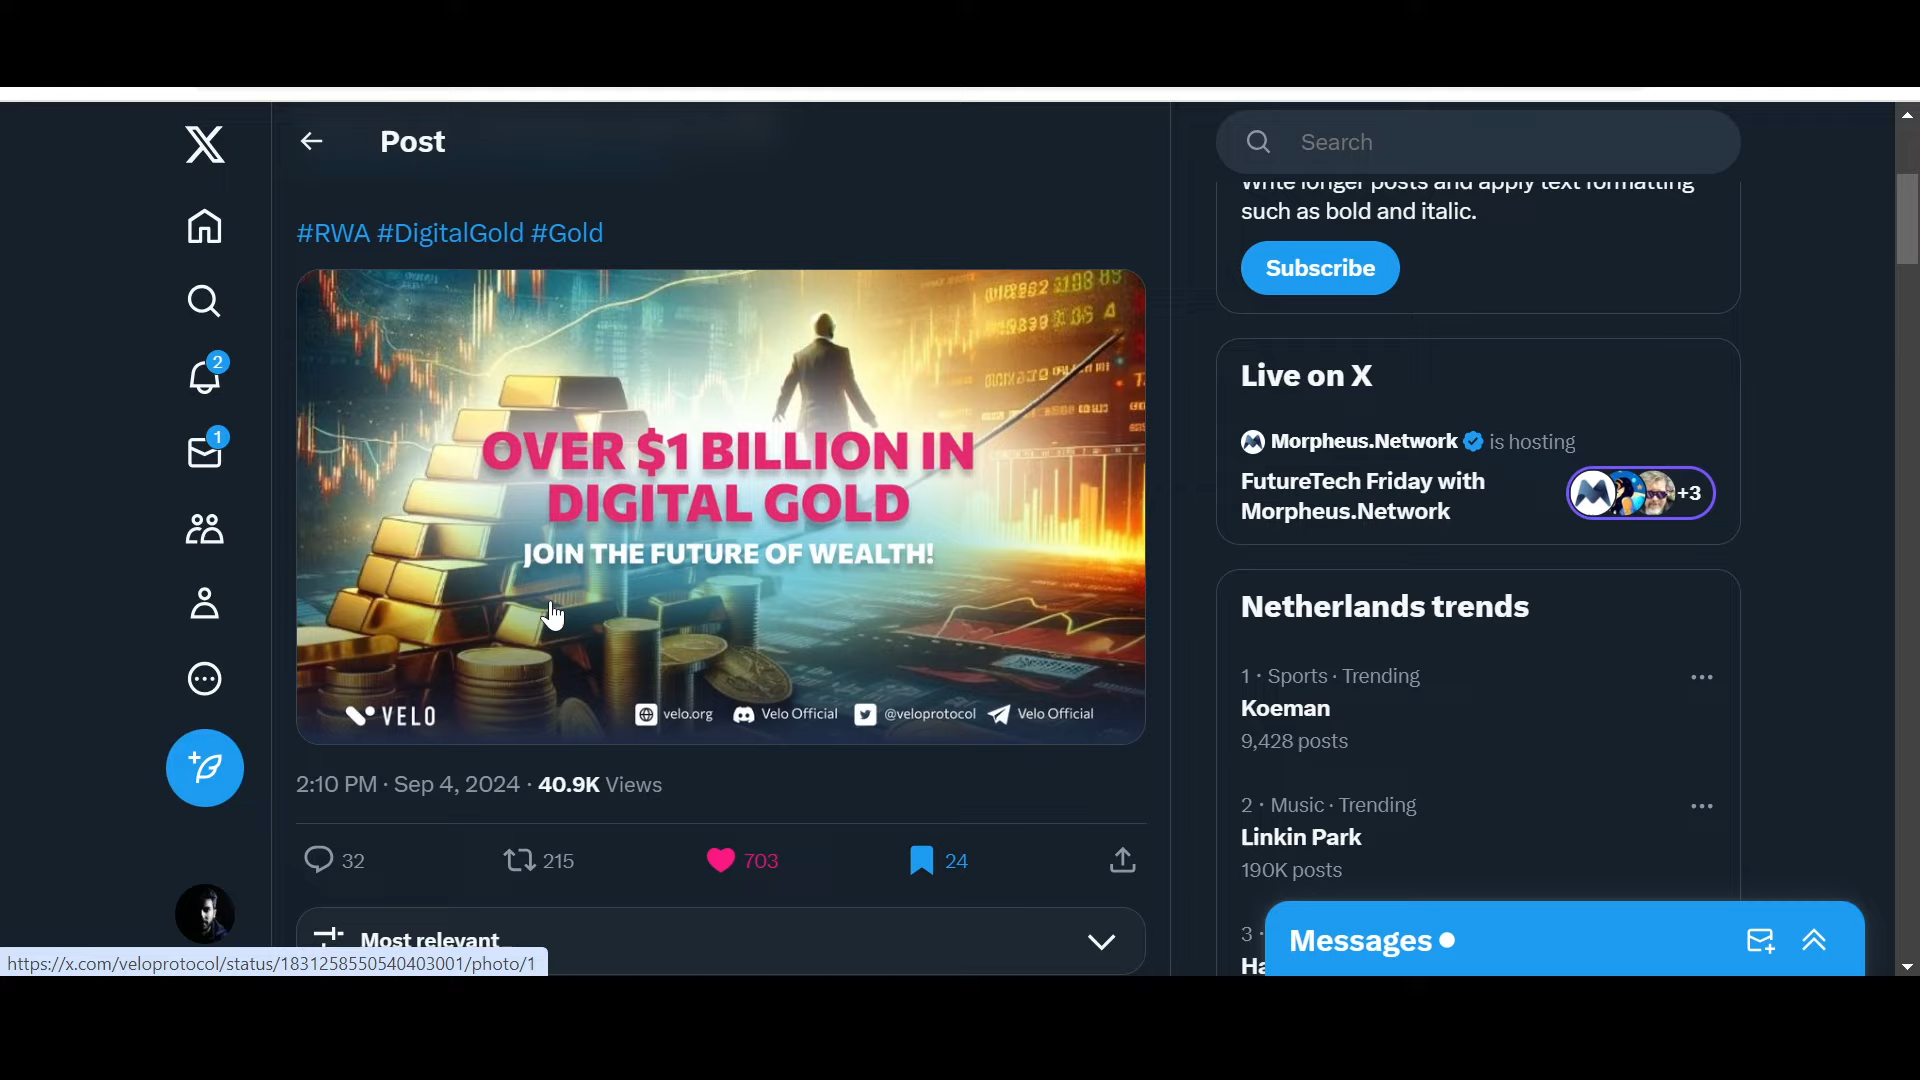 Post
#RWA #DigitalGold #Gold
OVER $1 BILLION IN
DIGITAL GOLD
JOIN THE FUTURE OF WEALTH!
VELO
velo.org
Velo Official
@veloprotocol
Velo Official
2:10 PM · Sep 4, 2024 · 40.9K Views
32
215
703
24
Most relevant
https://x.com/veloprotocol/status/1831258550540403001/photo/1
2
1
Search
Write longer posts and apply text formatting
such as bold and italic.
Subscribe
Live on X
Morpheus.Network is hosting
FutureTech Friday with
Morpheus.Network
+3
Netherlands trends
1 · Sports · Trending
Koeman
9,428 posts
2 · Music · Trending
Linkin Park
190K posts
3 ·
Ha
Messages